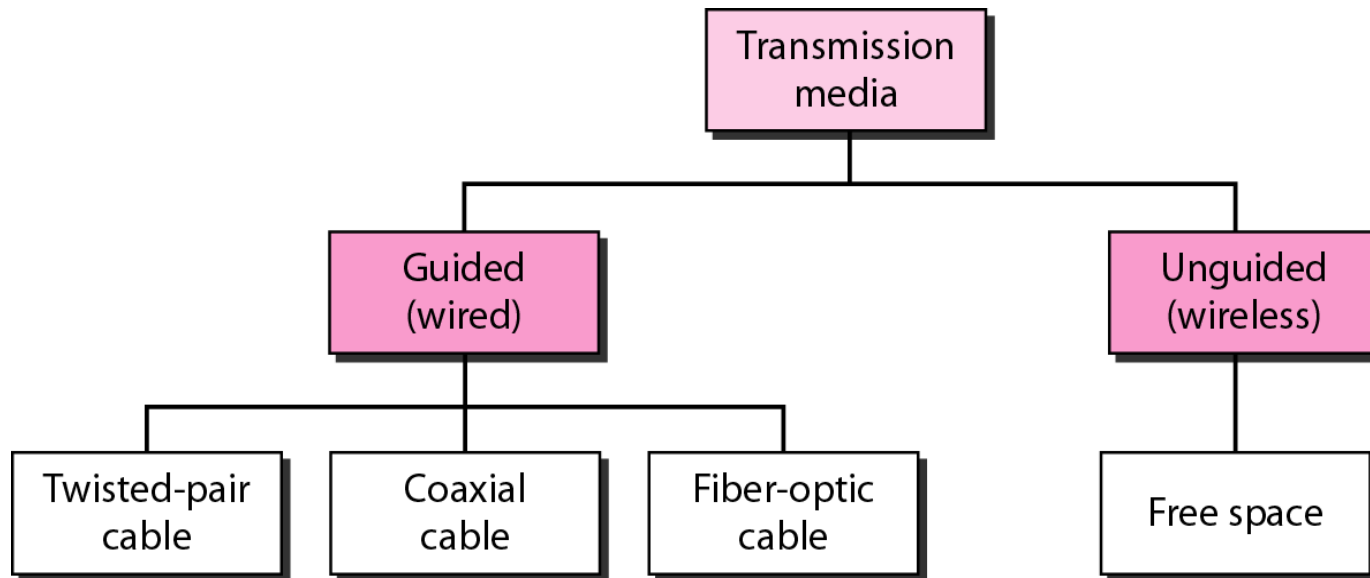 Transmission
media
Guided
(wired)
Unguided
(wireless)
Twisted-pair
cable
Coaxial
cable
Fiber-optic
cable
Free space